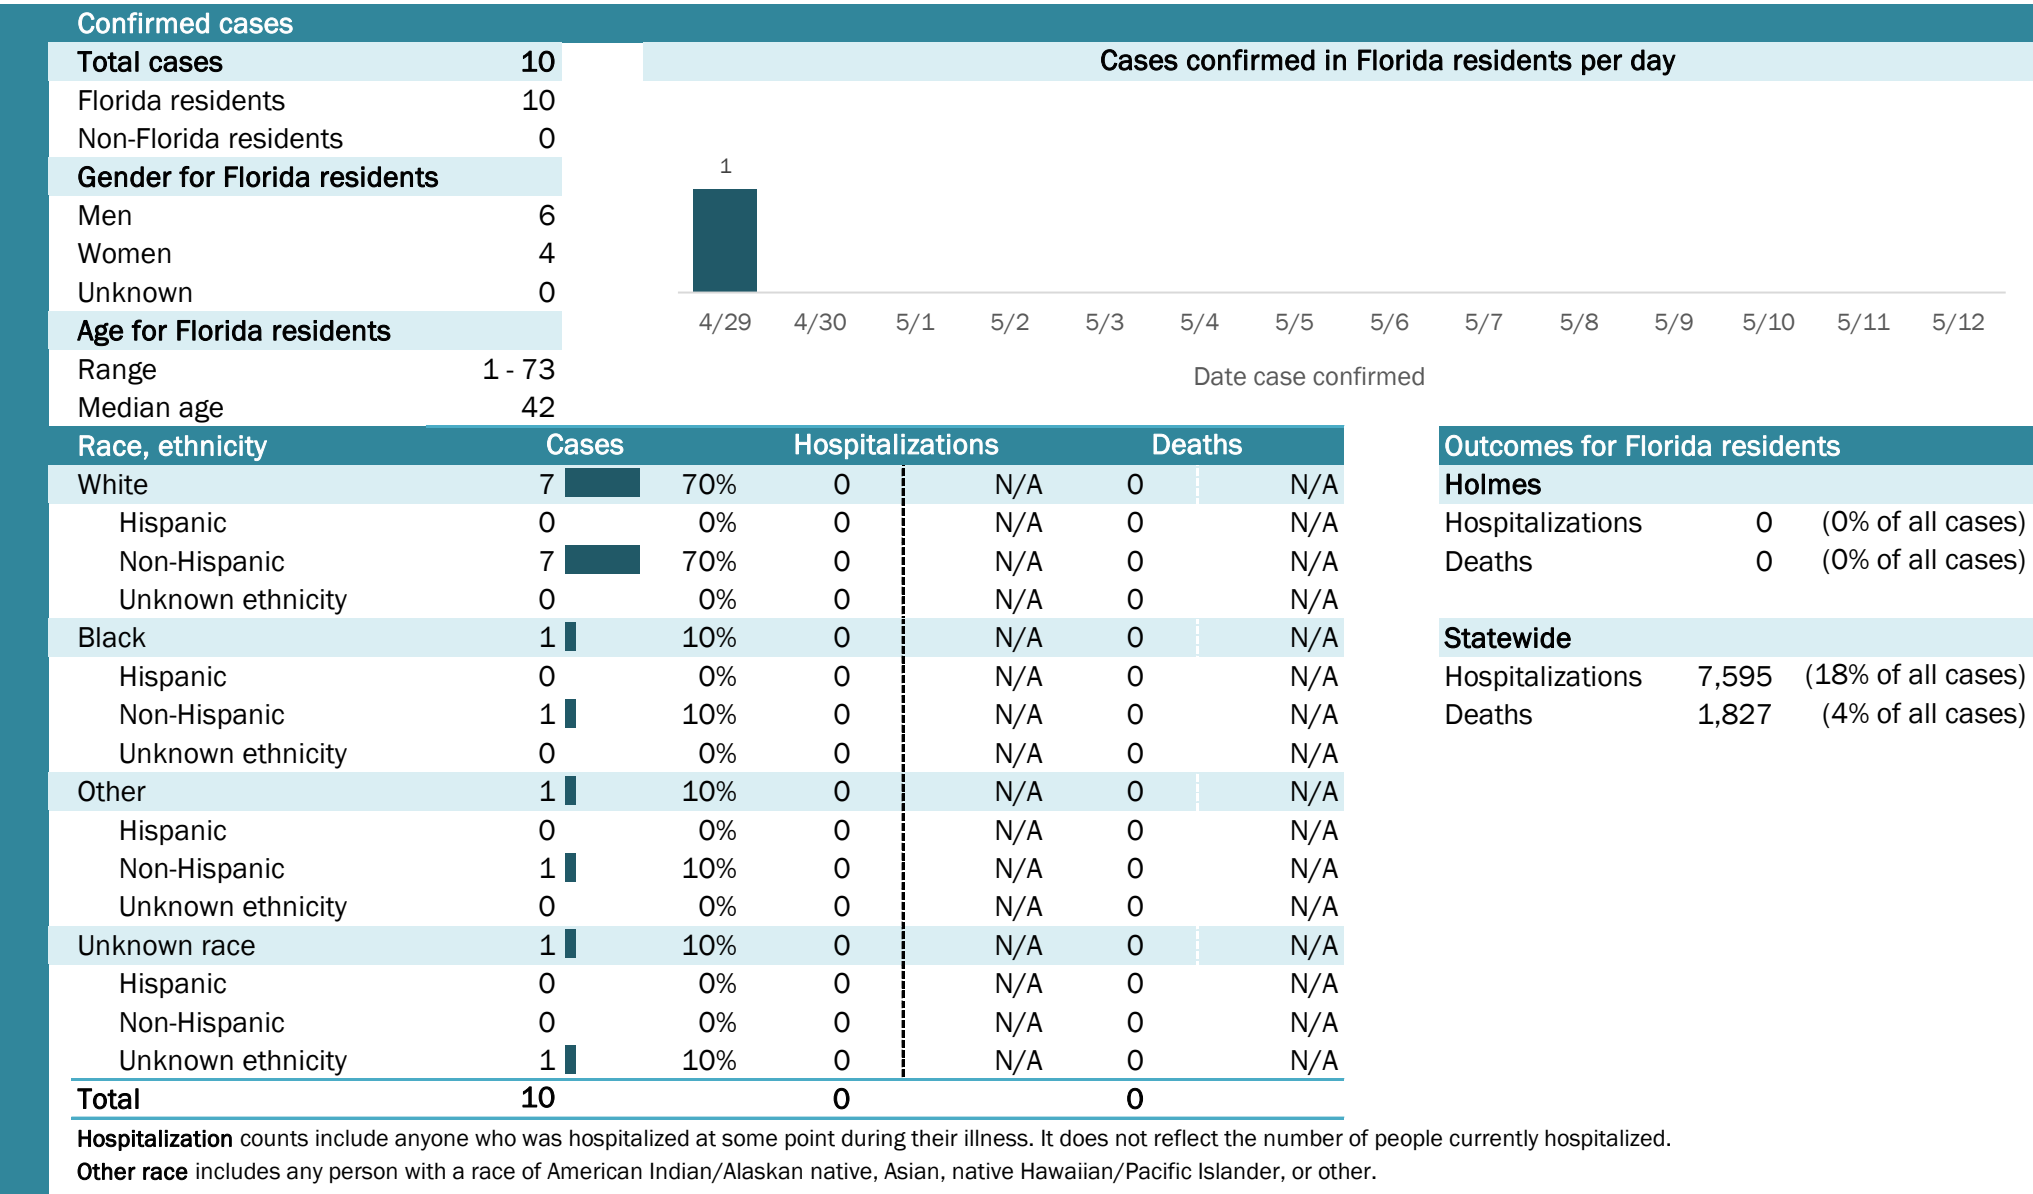 Confirmed cases
Total cases 10
Florida residents 10
Non-Florida residents 0
Gender for Florida residents
Men 6
Women 4
Unknown 0
Age for Florida residents
Range 1 - 73
Median age 42
Cases confirmed in Florida residents per day
1
4/29 4/30 5/1 5/2 5/3 5/4 5/5 5/6 5/7 5/8 5/9 5/10 5/11 5/12
Date case confirmed
Race, ethnicity Cases Hospitalizations Deaths
White 7 70% 0 N/A 0 N/A
Hispanic 0 0% 0 N/A 0 N/A
Non-Hispanic 7 70% 0 N/A 0 N/A
Unknown ethnicity 0 0% 0 N/A 0 N/A
Black 1 10% 0 N/A 0 N/A
Hispanic 0 0% 0 N/A 0 N/A
Non-Hispanic 1 10% 0 N/A 0 N/A
Unknown ethnicity 0 0% 0 N/A 0 N/A
Other 1 10% 0 N/A 0 N/A
Hispanic 0 0% 0 N/A 0 N/A
Non-Hispanic 1 10% 0 N/A 0 N/A
Unknown ethnicity 0 0% 0 N/A 0 N/A
Unknown race 1 10% 0 N/A 0 N/A
Hispanic 0 0% 0 N/A 0 N/A
Non-Hispanic 0 0% 0 N/A 0 N/A
Unknown ethnicity 1 10% 0 N/A 0 N/A
Total 10 0 0
Outcomes for Florida residents
Holmes
Hospitalizations 0 (0% of all cases)
Deaths 0 (0% of all cases)
Statewide
Hospitalizations 7,595 (18% of all cases)
Deaths 1,827 (4% of all cases)
Hospitalization counts include anyone who was hospitalized at some point during their illness. It does not reflect the number of people currently hospitalized.
Other race includes any person with a race of American Indian/Alaskan native, Asian, native Hawaiian/Pacific Islander, or other.